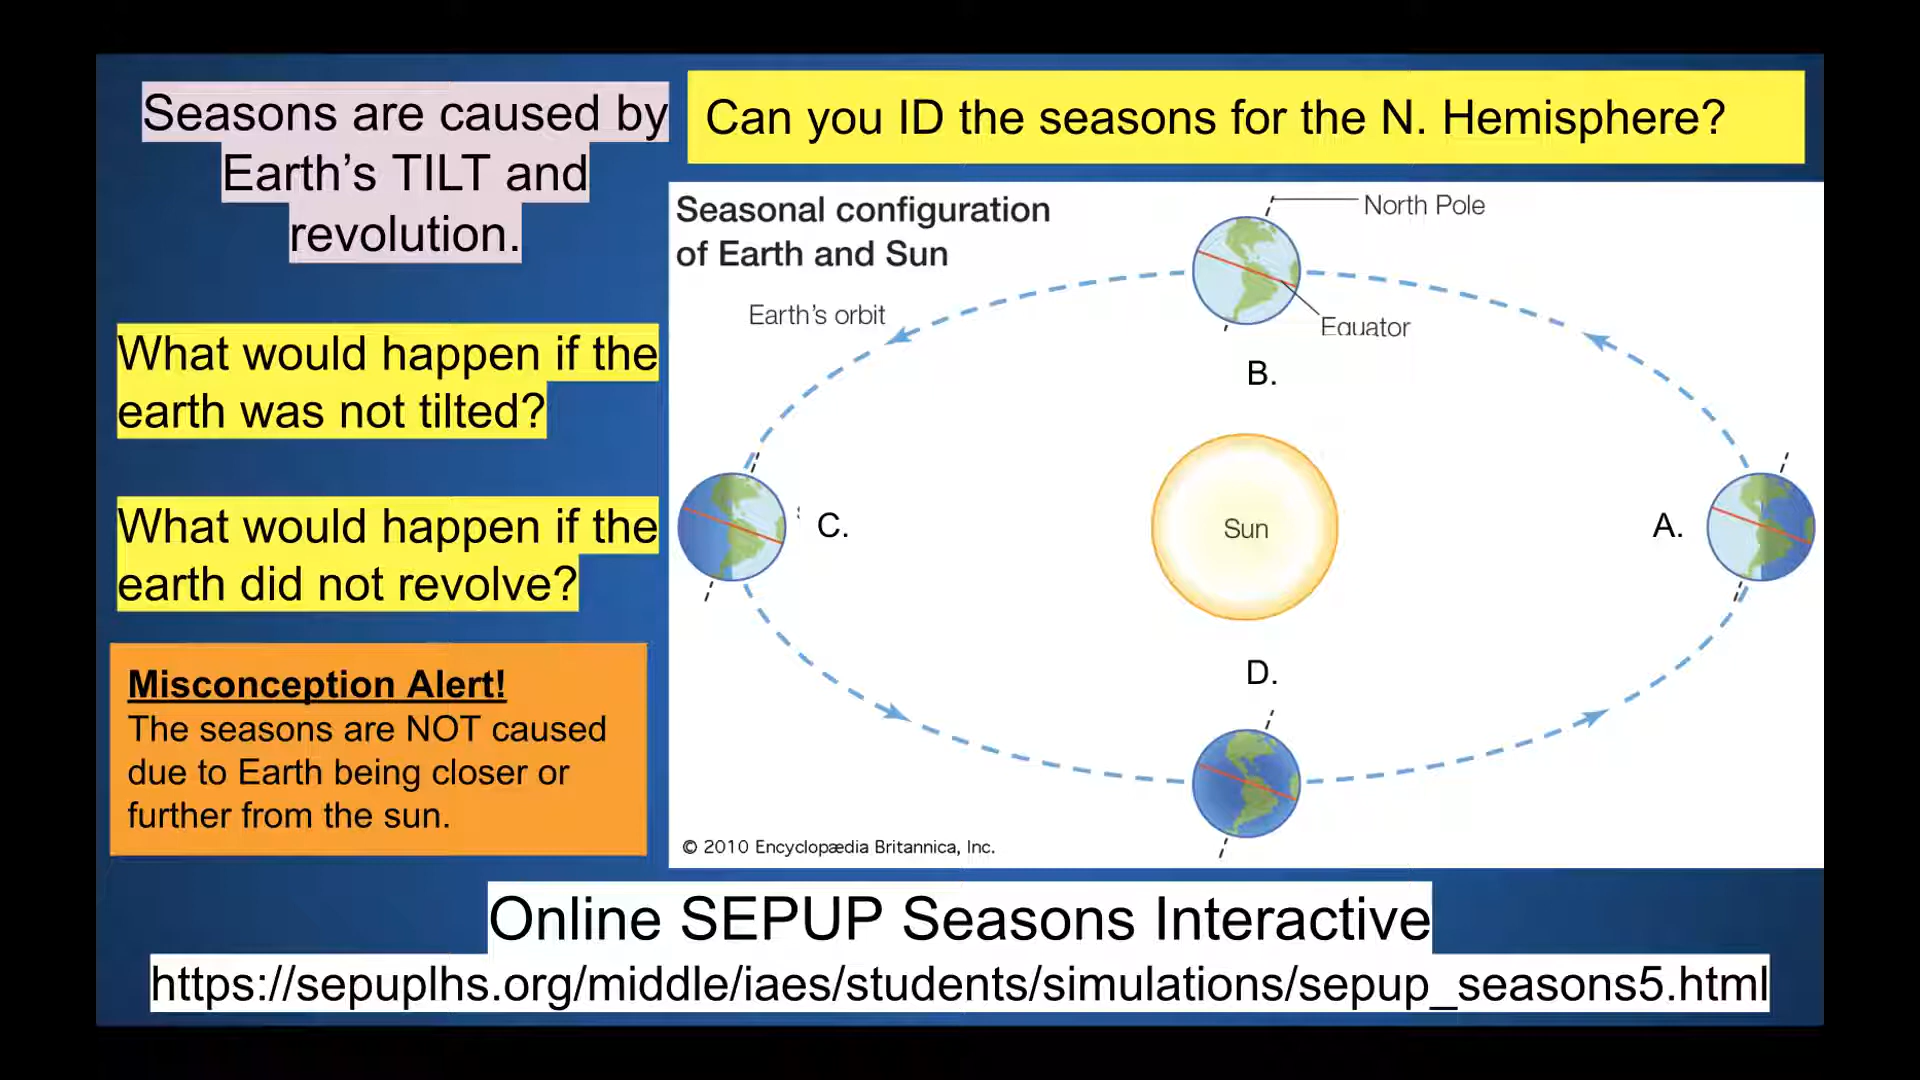 Seasons are caused by
Earth's TILT and
revolution.
Can you ID the seasons for the N. Hemisphere?
What would happen if the
earth was not tilted?
What would happen if the
earth did not revolve?
Misconception Alert!
The seasons are NOT caused
due to Earth being closer or
further from the sun.
Seasonal configuration
of Earth and Sun
North Pole
Earth's orbit
Equator
B.
C.
Sun
A.
D.
© 2010 Encyclopædia Britannica, Inc.
Online SEPUP Seasons Interactive
https://sepuplhs.org/middle/iaes/students/simulations/sepup_seasons5.html